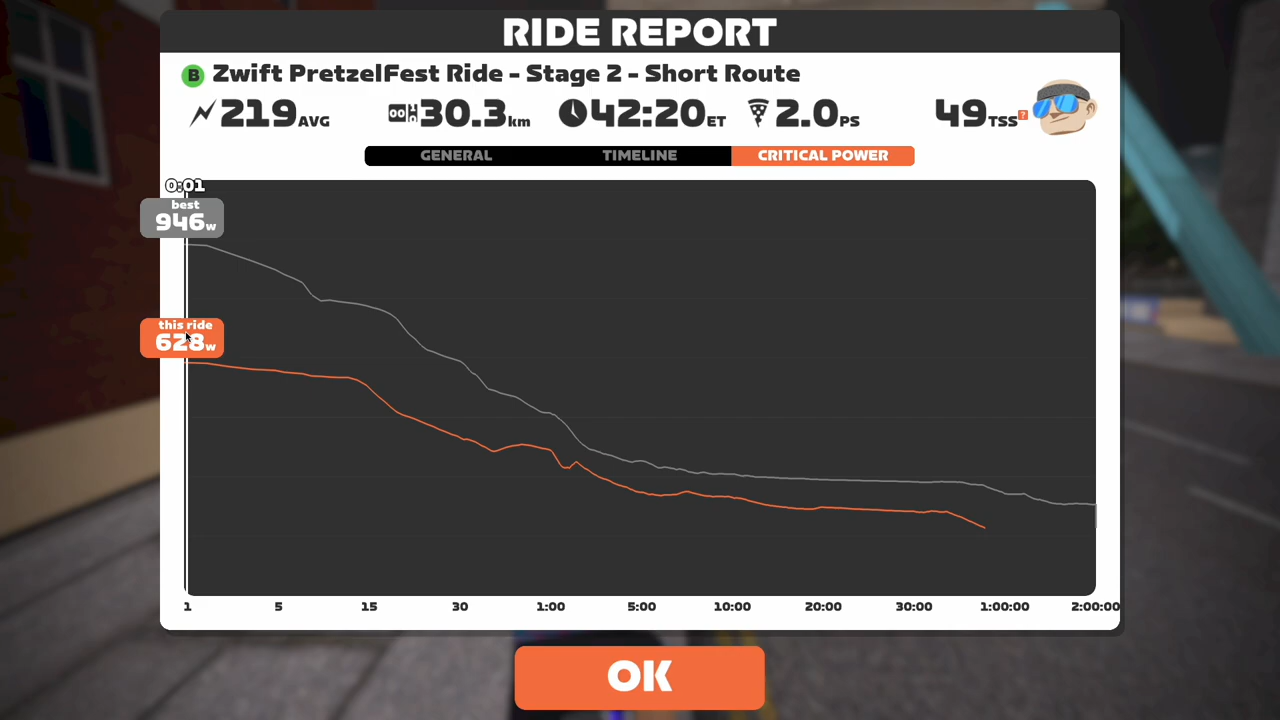 RIDE REPORT
B Zwift PretzelFest Ride - Stage 2 - Short Route
219AVG 30.3km 42:20ET 2.0PS 49TSS?
GENERAL TIMELINE CRITICAL POWER
0:01
best
946w
this ride
628w
1 5 15 30 1:00 5:00 10:00 20:00 30:00 1:00:00 2:00:00
OK